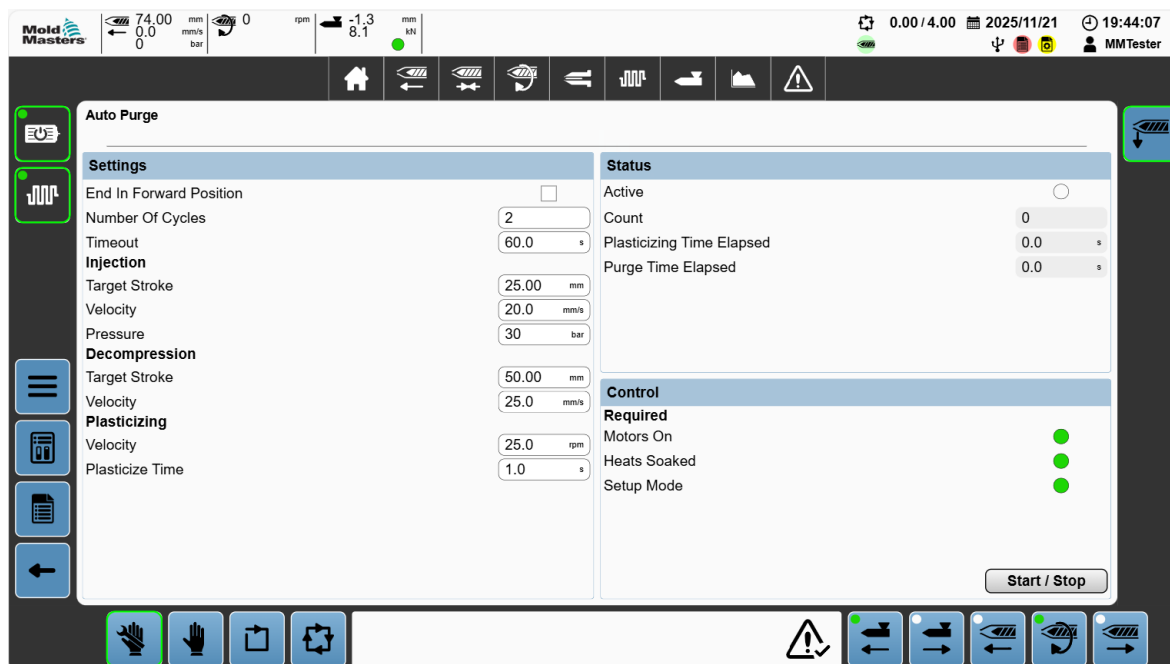 Mold
Masters
74.00 mm
0.0 mm/s
0 bar
0 rpm
-1.3 mm
8.1 kN
0.00 / 4.00
2025/11/21
19:44:07
MMTester
Auto Purge
Settings
End In Forward Position
Number Of Cycles 2
Timeout 60.0 s
Injection
Target Stroke 25.00 mm
Velocity 20.0 mm/s
Pressure 30 bar
Decompression
Target Stroke 50.00 mm
Velocity 25.0 mm/s
Plasticizing
Velocity 25.0 rpm
Plasticize Time 1.0 s
Status
Active
Count 0
Plasticizing Time Elapsed 0.0 s
Purge Time Elapsed 0.0 s
Control
Required
Motors On
Heats Soaked
Setup Mode
Start / Stop